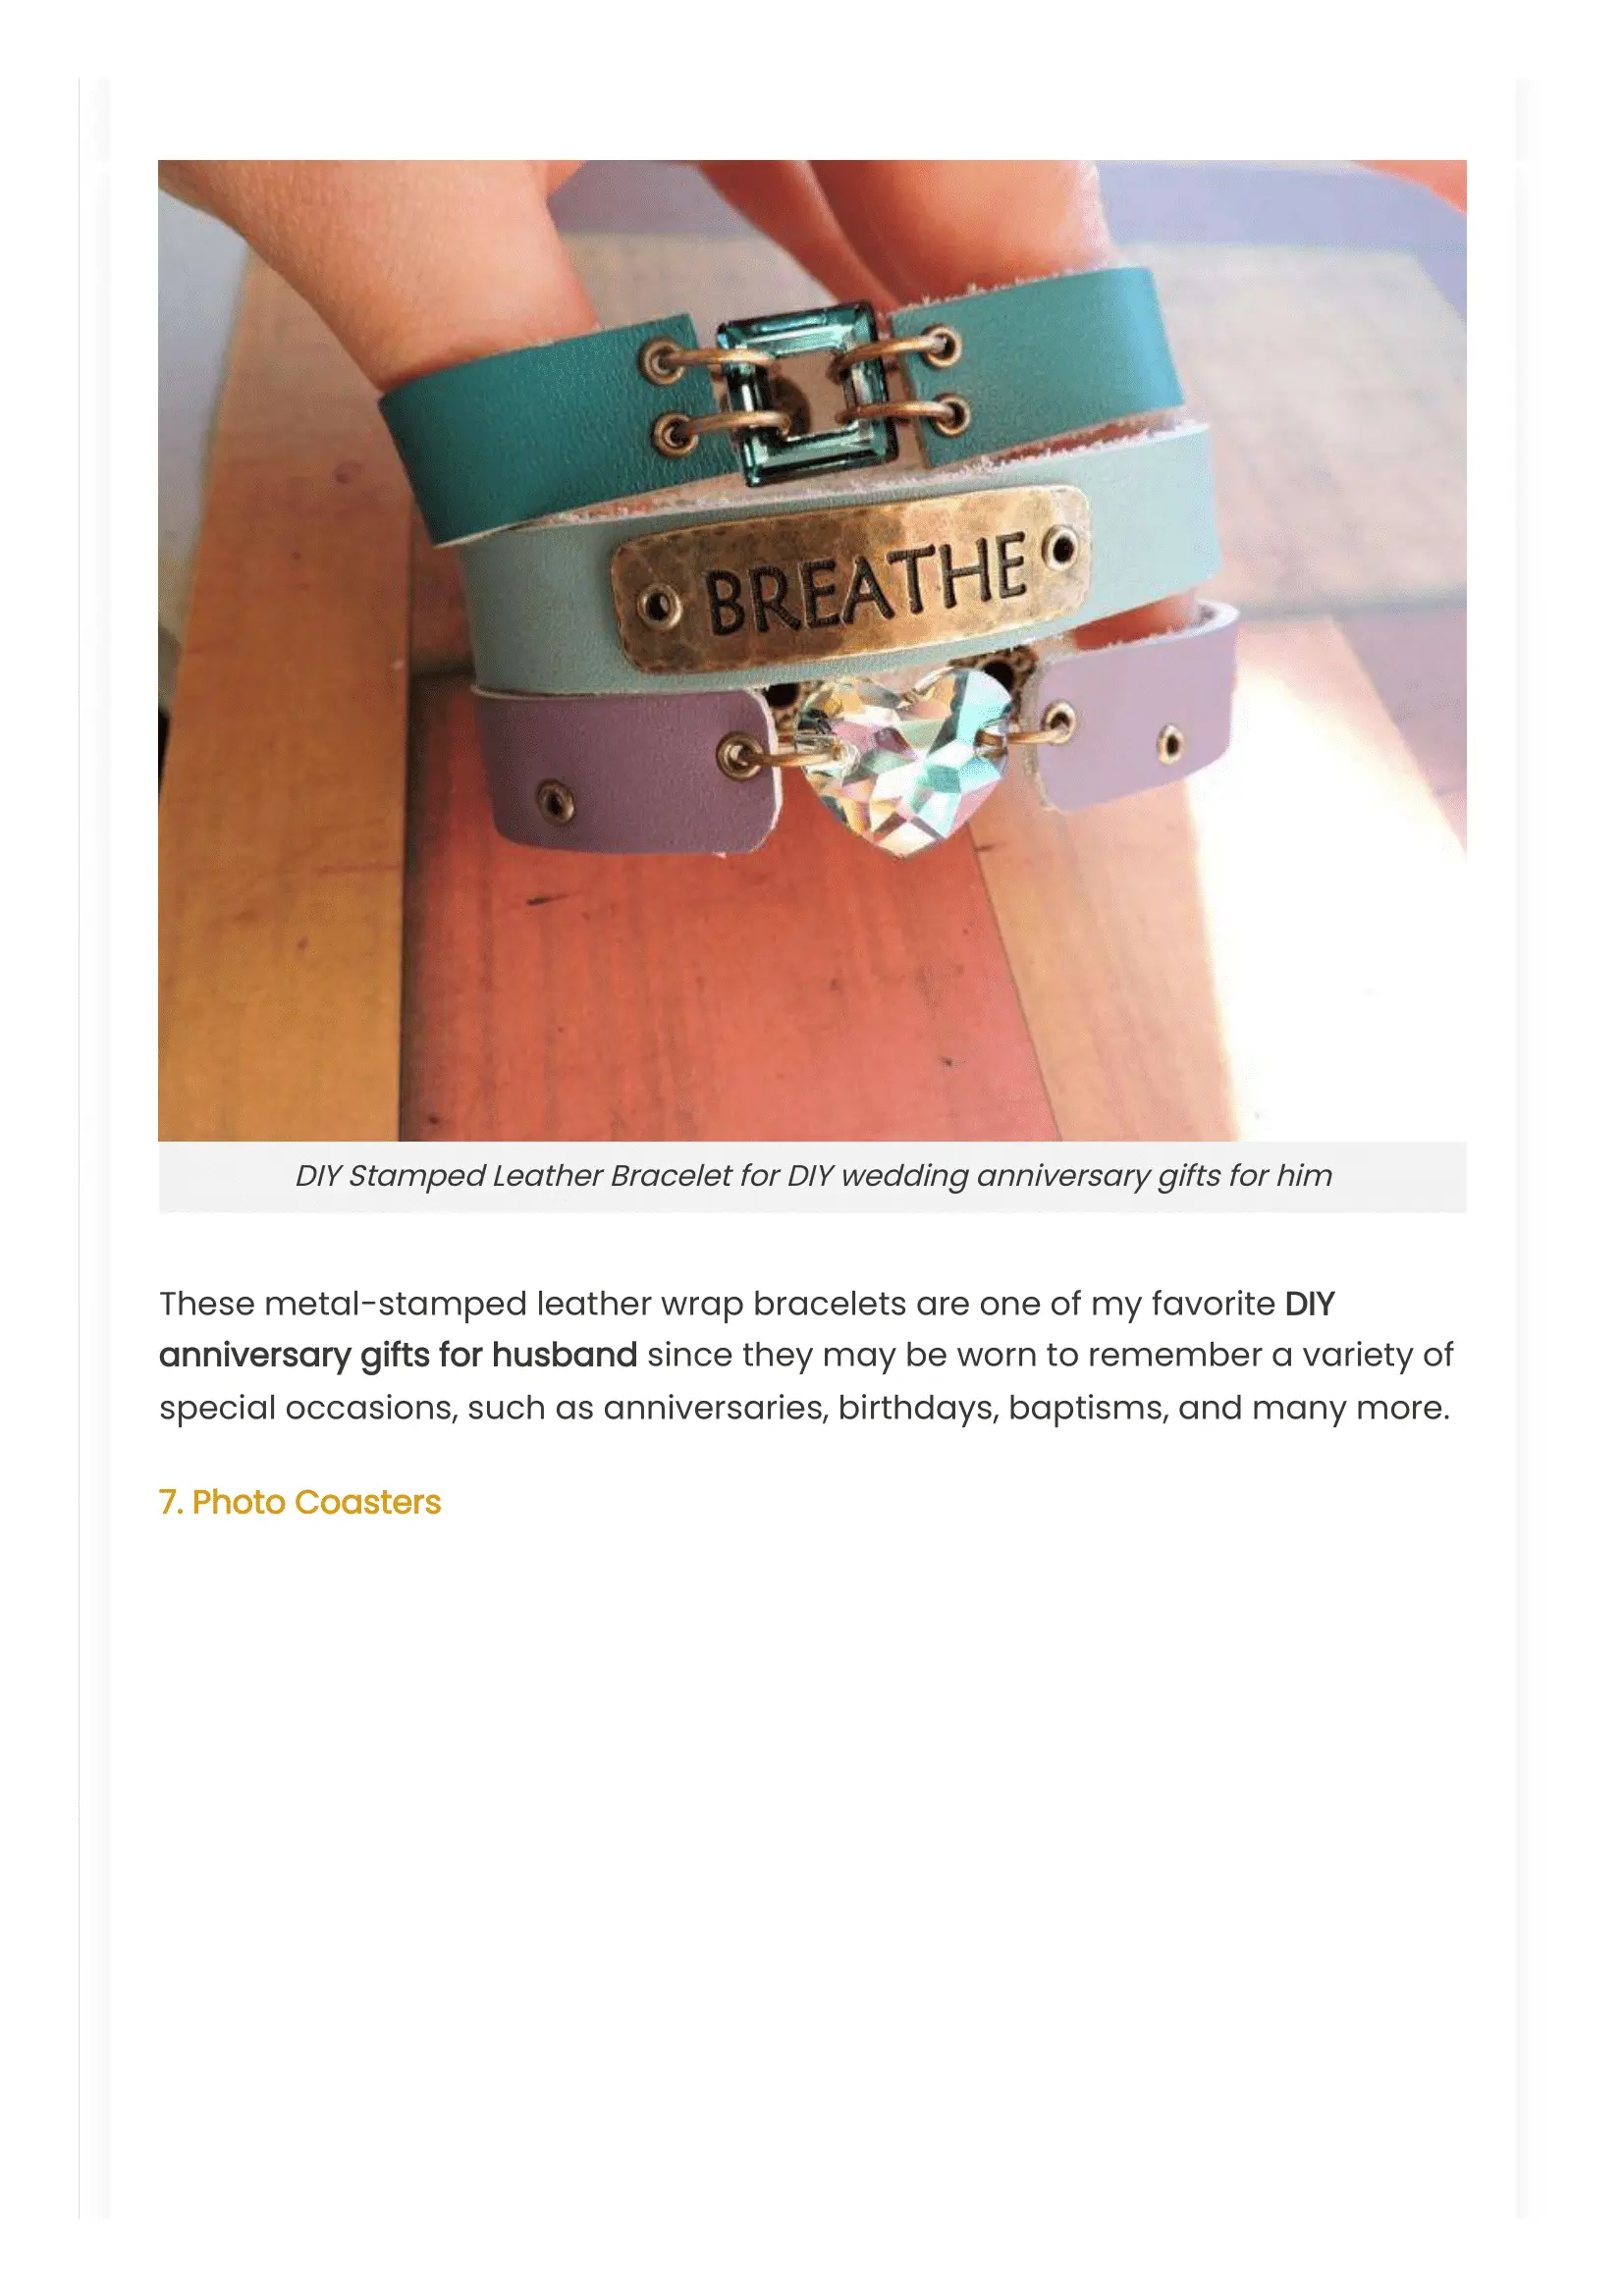 BREATHE
DIY Stamped Leather Bracelet for DIY wedding anniversary gifts for him
These metal-stamped leather wrap bracelets are one of my favorite DIY
anniversary gifts for husband since they may be worn to remember a variety of
special occasions, such as anniversaries, birthdays, baptisms, and many more.
7. Photo Coasters